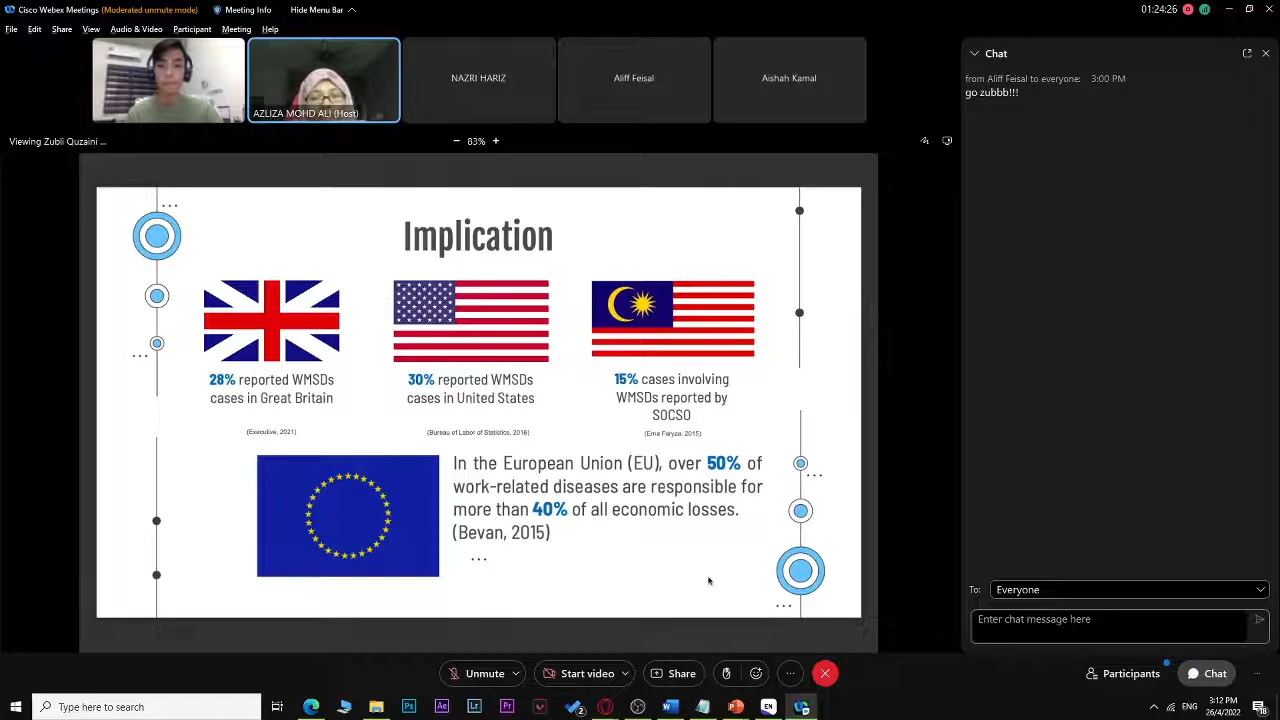 Cisco Webex Meetings (Moderated unmute mode)
Meeting Info
Hide Menu Bar
01:24:26
File Edit Share View Audio & Video Participant Meeting Help
AZLIZA MOHD ALI (Host)
NAZRI HARIZ
Aliff Feisal
Aishah Kamal
Viewing Zubli Quzaini ...
83%
Implication
28% reported WMSDs
cases in Great Britain
(Executive, 2021)
30% reported WMSDs
cases in United States
(Bureau of Labor of Statistics, 2016)
15% cases involving
WMSDs reported by
SOCSO
(Erna Faryza, 2015)
In the European Union (EU), over 50% of
work-related diseases are responsible for
more than 40% of all economic losses.
(Bevan, 2015)
Chat
from Aliff Feisal to everyone: 3:00 PM
go zubbb!!!
To: Everyone
Enter chat message here
Unmute
Start video
Share
Participants
Chat
Type here to search
ENG
3:12 PM
26/4/2022